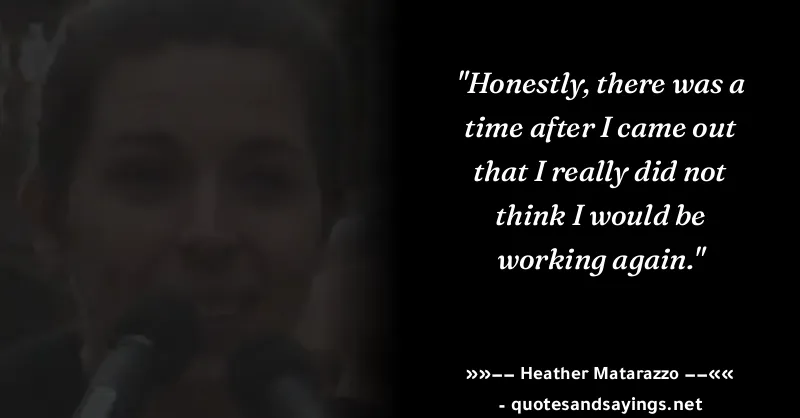 "Honestly, there was a
time after I came out
that I really did not
think I would be
working again."
»»–– Heather Matarazzo ––««
- quotesandsayings.net